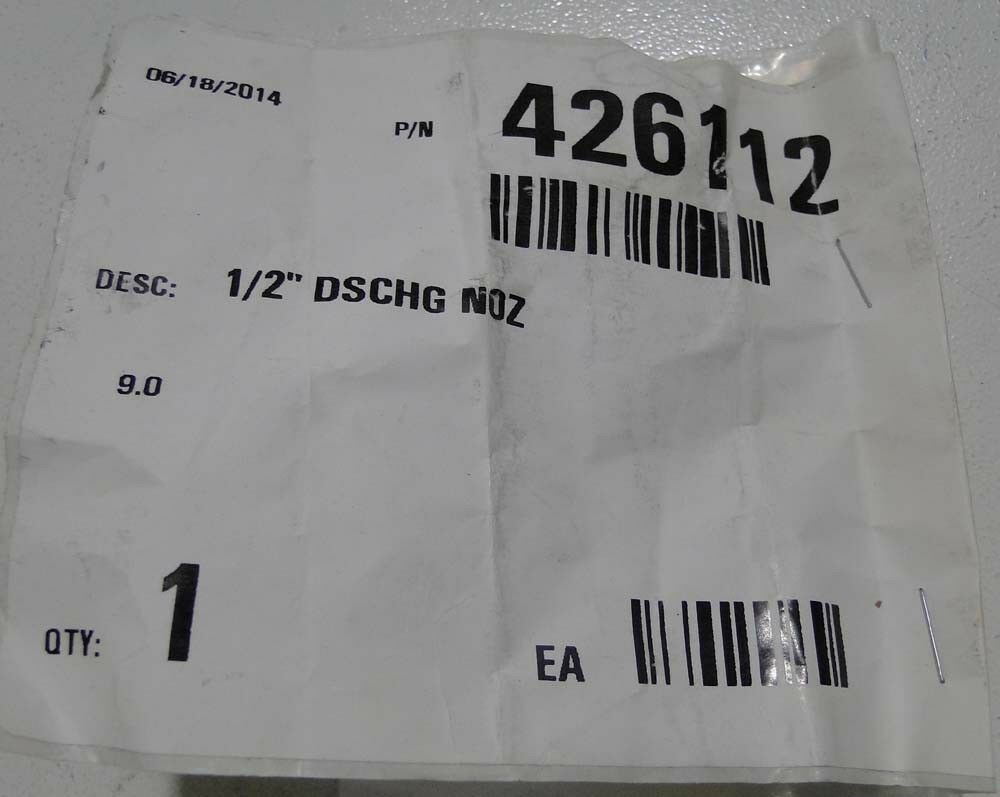 06/18/2014
P/N 426112
DESC: 1/2" DSCHG NOZ
9.0
QTY: 1 EA